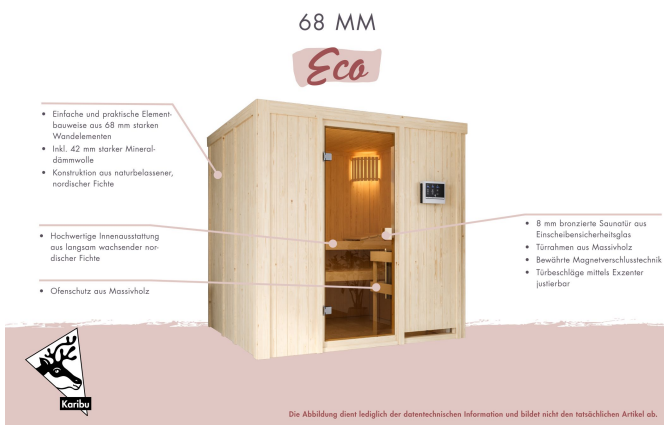 68 MM
Eco
• Einfache und praktische Element-
bauweise aus 68 mm starken
Wandelementen
• Inkl. 42 mm starker Mineral-
dämmwolle
• Konstruktion aus naturbelassener,
nordischer Fichte
• Hochwertige Innenausstattung
aus langsam wachsender nor-
discher Fichte
• Ofenschutz aus Massivholz
• 8 mm bronzierte Saunatür aus
Einscheibensicherheitsglas
• Türrahmen aus Massivholz
• Bewährte Magnetverschlusstechnik
• Türbeschläge mittels Exzenter
justierbar
Karibu
Die Abbildung dient lediglich der datentechnischen Information und bildet nicht den tatsächlichen Artikel ab.